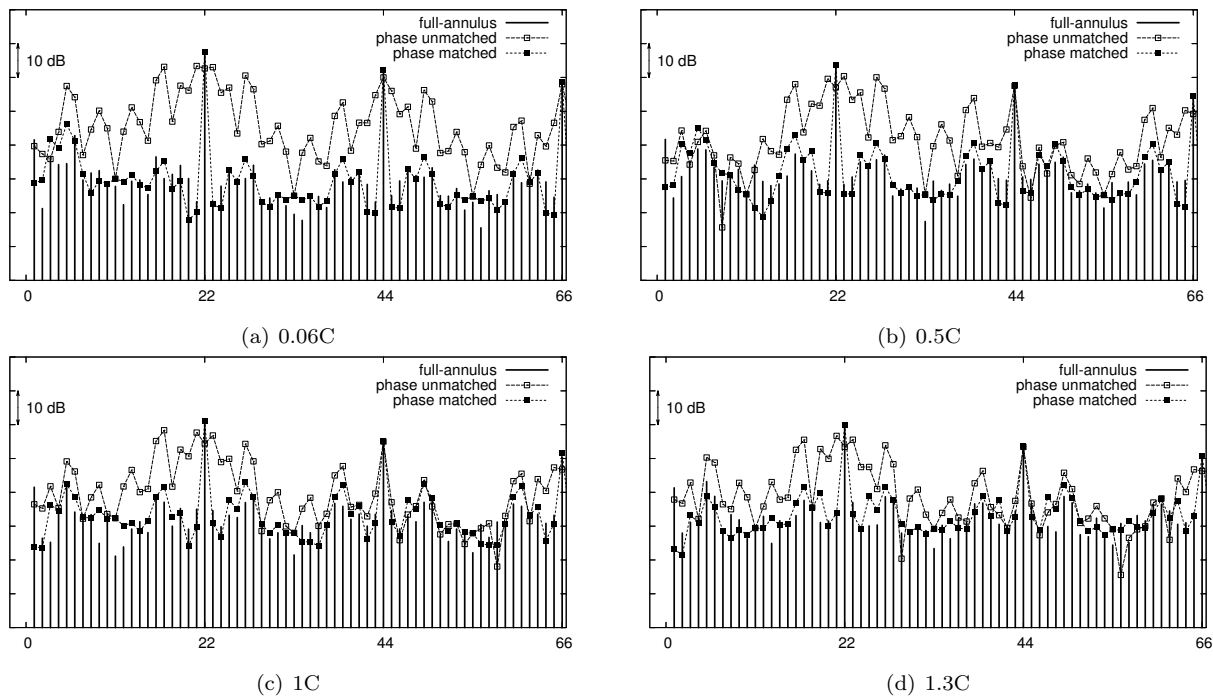 full-annulus
phase unmatched
phase matched
10 dB
0 22 44 66
(a) 0.06C
full-annulus
phase unmatched
phase matched
10 dB
0 22 44 66
(b) 0.5C
full-annulus
phase unmatched
phase matched
10 dB
0 22 44 66
(c) 1C
full-annulus
phase unmatched
phase matched
10 dB
0 22 44 66
(d) 1.3C